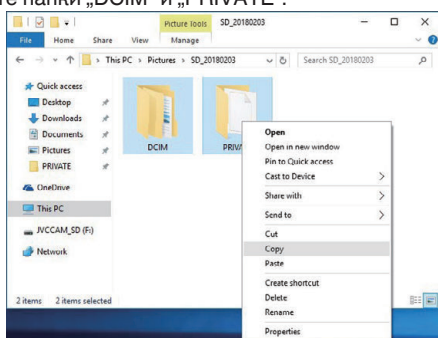 те папки „DCIM“ и „PRIVATE“.
Picture Tools SD_20180203
File Home Share View Manage
This PC › Pictures › SD_20180203
Search SD_20180203
Quick access
Desktop
Downloads
Documents
Pictures
PRIVATE
OneDrive
This PC
JVCCAM_SD (F:)
Network
DCIM
PRIV
Open
Open in new window
Pin to Quick access
Cast to Device
Share with
Send to
Cut
Copy
Paste
Create shortcut
Delete
Rename
Properties
2 items 2 items selected